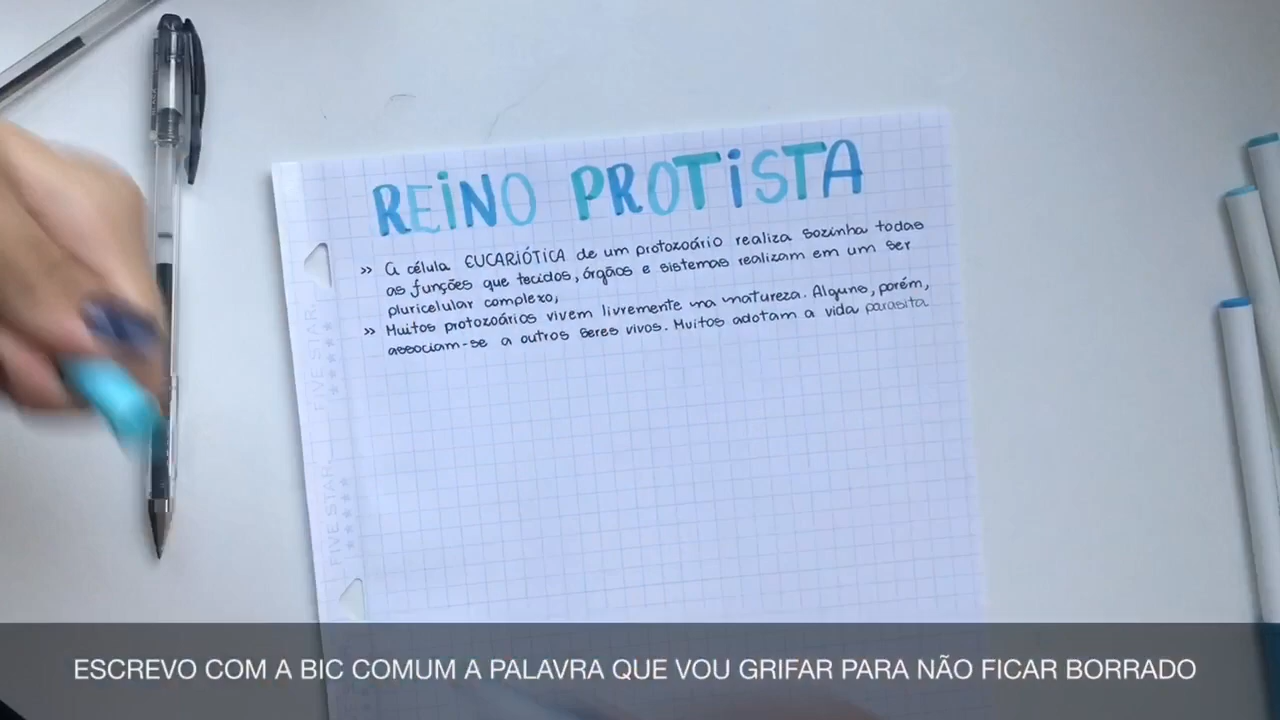 REINO PROTISTA
» A célula EUCARIÓTICA de um protozoário realiza sozinha todas
as funções que tecidos, órgãos e sistemas realizam em um ser
pluricelular complexo,
» Muitos protozoários vivem livremente na natureza. Alguns, porém,
associam-se a outros seres vivos. Muitos adotam a vida parasita
FIVE STAR
FIVE STAR
ESCREVO COM A BIC COMUM A PALAVRA QUE VOU GRIFAR PARA NÃO FICAR BORRADO